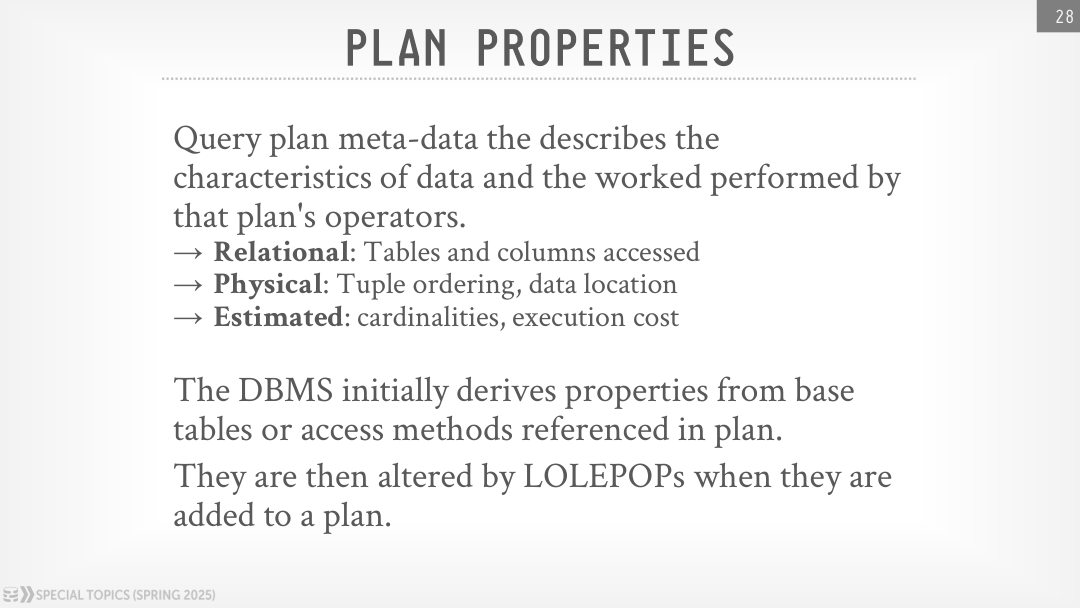 28
PLAN PROPERTIES
Query plan meta-data the describes the
characteristics of data and the worked performed by
that plan's operators.
→ Relational: Tables and columns accessed
→ Physical: Tuple ordering, data location
→ Estimated: cardinalities, execution cost
The DBMS initially derives properties from base
tables or access methods referenced in plan.
They are then altered by LOLEPOPs when they are
added to a plan.
SPECIAL TOPICS (SPRING 2025)